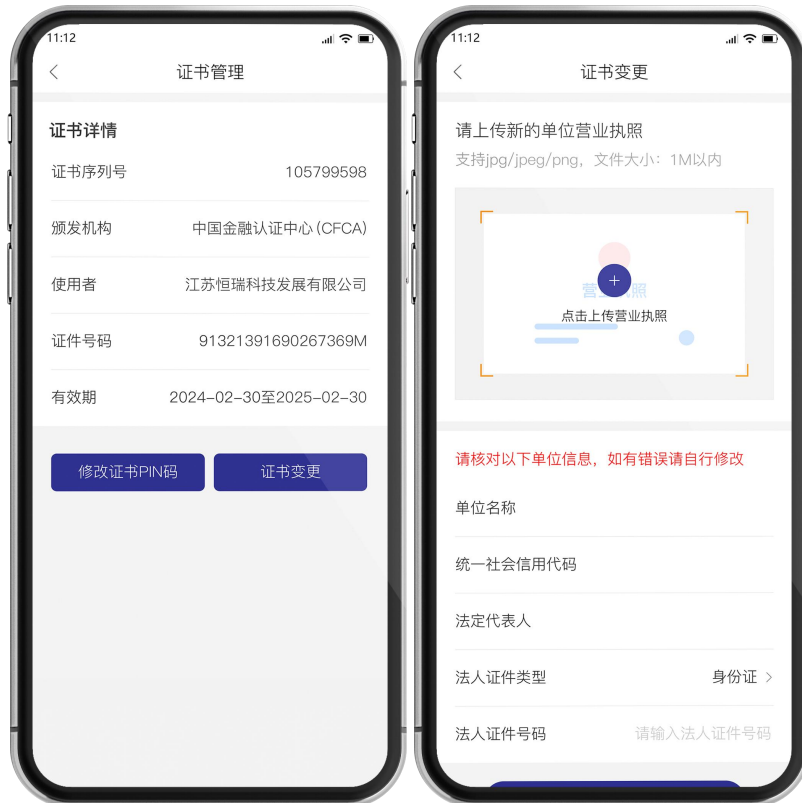 11:12
证书管理
证书详情
证书序列号 105799598
颁发机构 中国金融认证中心(CFCA)
使用者 江苏恒瑞科技发展有限公司
证件号码 91321391690267369M
有效期 2024-02-30至2025-02-30
修改证书PIN码 证书变更
11:12
证书变更
请上传新的单位营业执照
支持jpg/jpeg/png，文件大小：1M以内
营业执照
点击上传营业执照
请核对以下单位信息，如有错误请自行修改
单位名称
统一社会信用代码
法定代表人
法人证件类型 身份证
法人证件号码 请输入法人证件号码